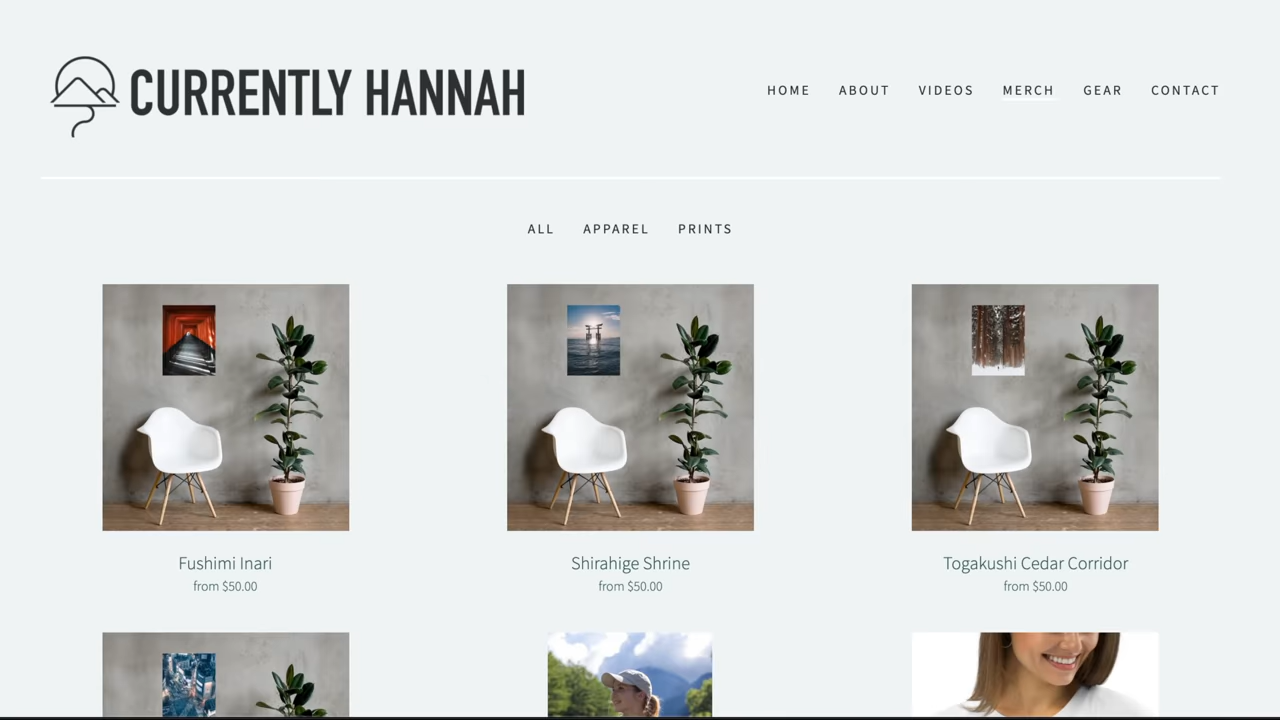 CURRENTLY HANNAH
HOME ABOUT VIDEOS MERCH GEAR CONTACT
ALL APPAREL PRINTS
Fushimi Inari
from $50.00
Shirahige Shrine
from $50.00
Togakushi Cedar Corridor
from $50.00